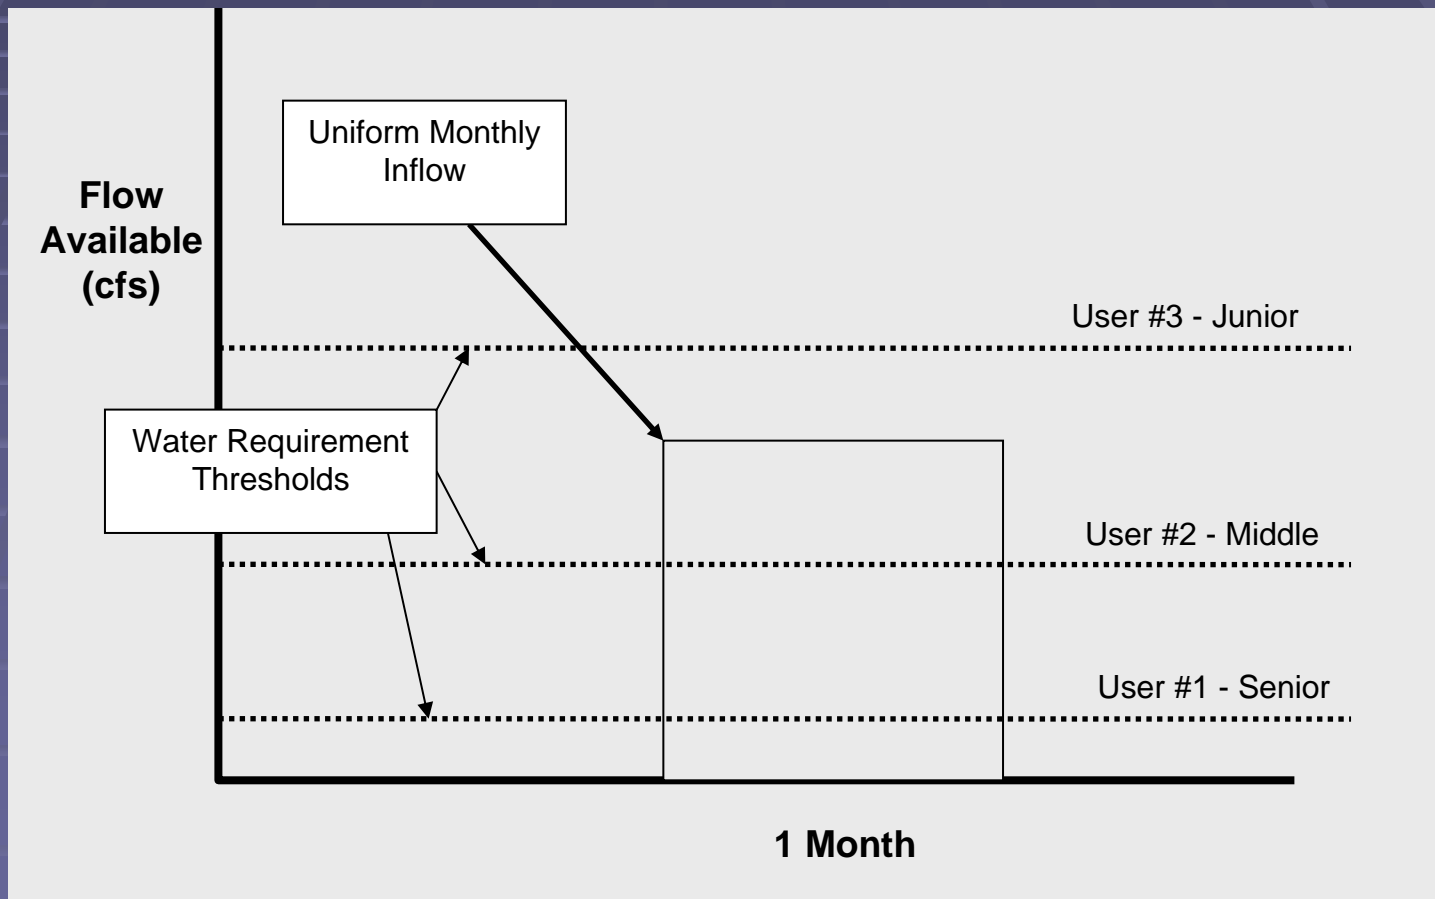 Uniform Monthly
Inflow
Flow
Available
(cfs)
User #3 - Junior
Water Requirement
Thresholds
User #2 - Middle
User #1 - Senior
1 Month